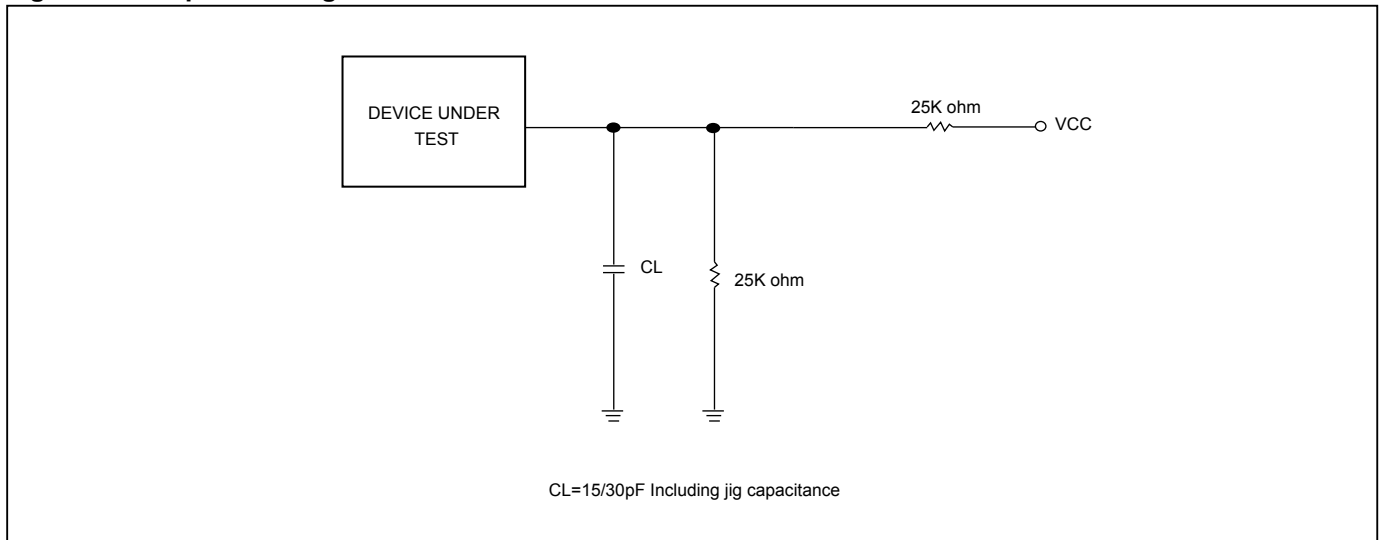 DEVICE UNDER
TEST
25K ohm
VCC
CL
25K ohm
CL=15/30pF Including jig capacitance